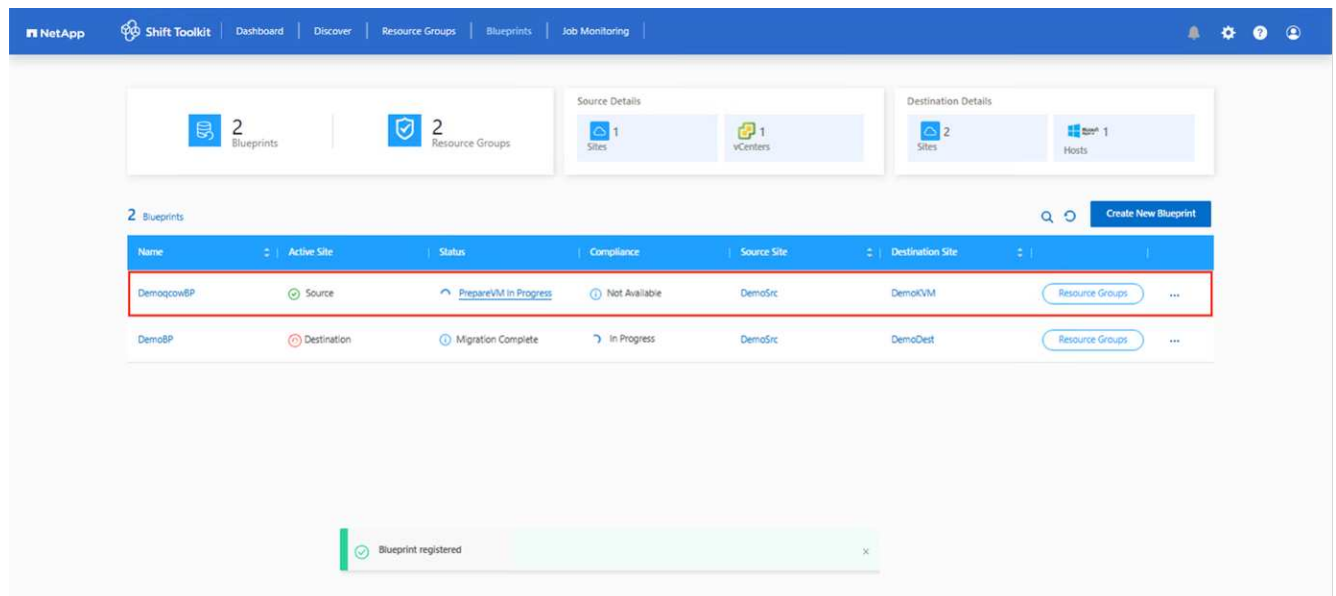 NetApp Shift Toolkit Dashboard Discover Resource Groups Blueprints Job Monitoring
2
Blueprints
2
Resource Groups
Source Details
1
Sites
1
vCenters
Destination Details
2
Sites
1
Hosts
2 Blueprints
Create New Blueprint
Name Active Site Status Compliance Source Site Destination Site
DemoqcowBP Source PrepareVM In Progress Not Available DemoSrc DemoKVM Resource Groups ...
DemoBP Destination Migration Complete In Progress DemoSrc DemoDest Resource Groups ...
Blueprint registered